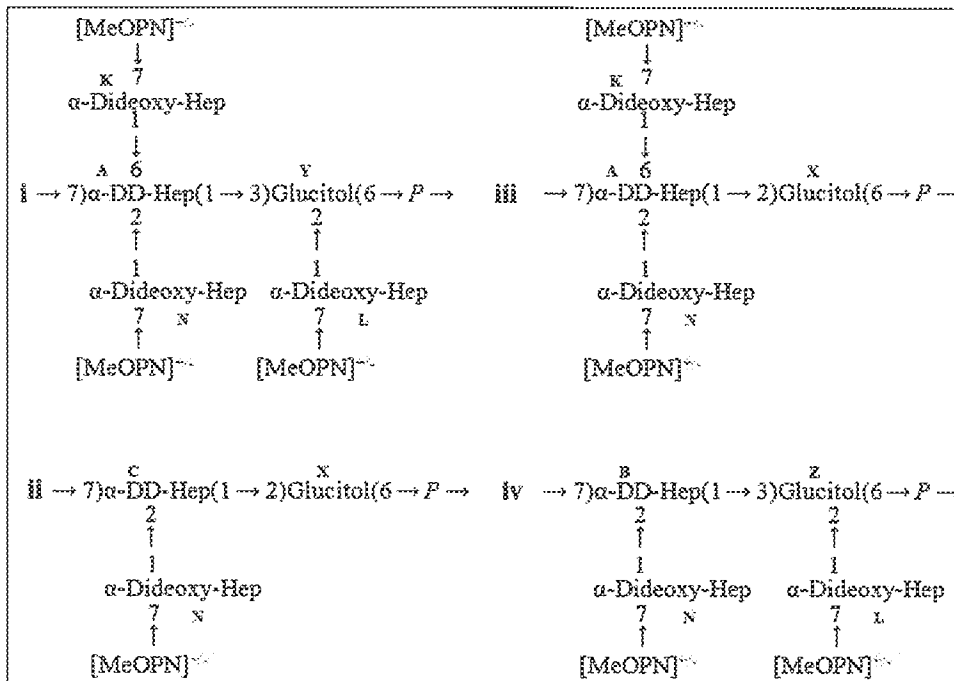 [MeOPN] [MeOPN]
↓ ↓
K 7 K 7
α-Dideoxy-Hep α-Dideoxy-Hep
1 1
↓ ↓
A 6 Y A 6 X
i → 7)α-DD-Hep(1 → 3)Glucitol(6 → P → iii → 7)α-DD-Hep(1 → 2)Glucitol(6 → P →
2 2 2
↑ ↑ ↑
1 1 1
α-Dideoxy-Hep α-Dideoxy-Hep α-Dideoxy-Hep
7 N 7 L 7 N
↑ ↑ ↑
[MeOPN] [MeOPN] [MeOPN]
C X B Z
ii → 7)α-DD-Hep(1 → 2)Glucitol(6 → P → iv → 7)α-DD-Hep(1 → 3)Glucitol(6 → P →
2 2 2
↑ ↑ ↑
1 1 1
α-Dideoxy-Hep α-Dideoxy-Hep α-Dideoxy-Hep
7 N 7 N 7 L
↑ ↑ ↑
[MeOPN] [MeOPN] [MeOPN]